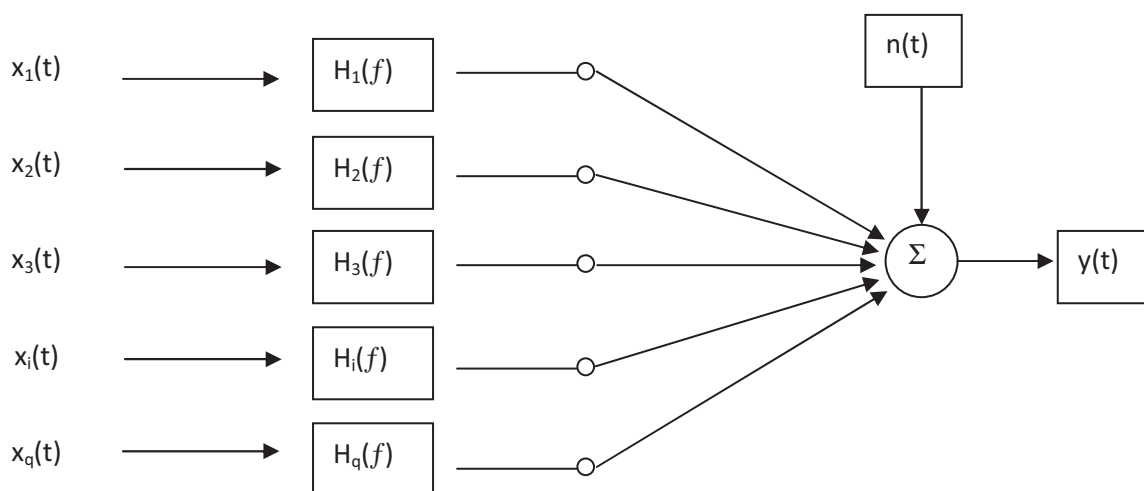 x₁(t) H₁(f) n(t)
x₂(t) H₂(f)
x₃(t) H₃(f) Σ y(t)
xᵢ(t) Hᵢ(f)
x_q(t) H_q(f)